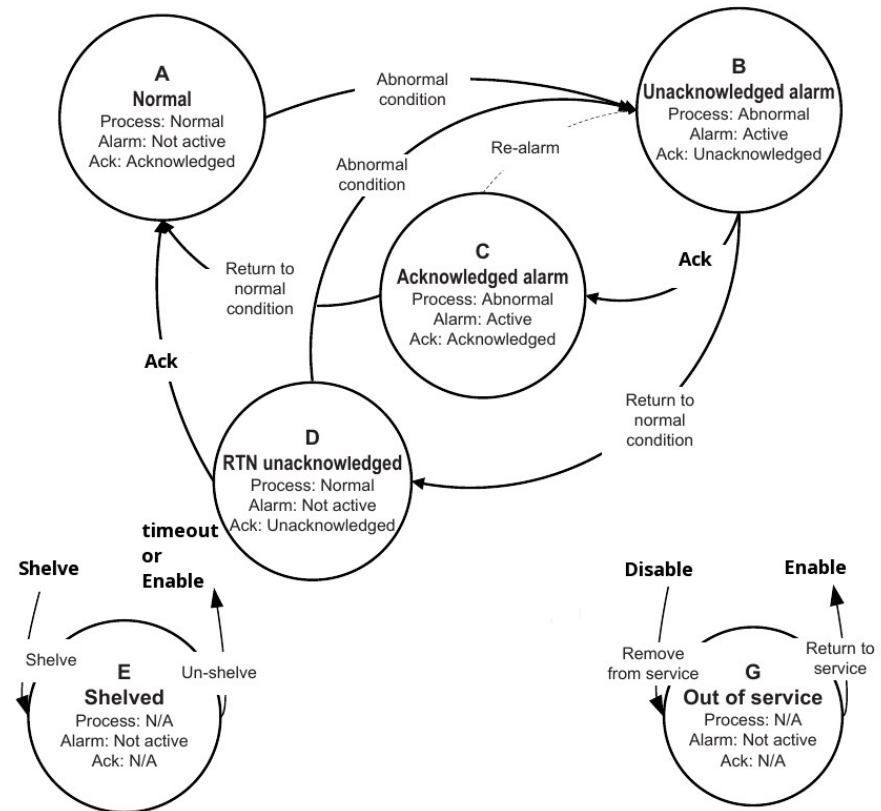 A
Normal
Process: Normal
Alarm: Not active
Ack: Acknowledged
Abnormal
condition
B
Unacknowledged alarm
Process: Abnormal
Alarm: Active
Ack: Unacknowledged
Abnormal
condition
Re-alarm
C
Acknowledged alarm
Process: Abnormal
Alarm: Active
Ack: Acknowledged
Return to
normal
condition
Ack
Ack
Return to
normal
condition
D
RTN unacknowledged
Process: Normal
Alarm: Not active
Ack: Unacknowledged
Shelve
timeout
or
Enable
Shelve
Un-shelve
E
Shelved
Process: N/A
Alarm: Not active
Ack: N/A
Disable
Enable
Remove
from service
Return to
service
G
Out of service
Process: N/A
Alarm: Not active
Ack: N/A